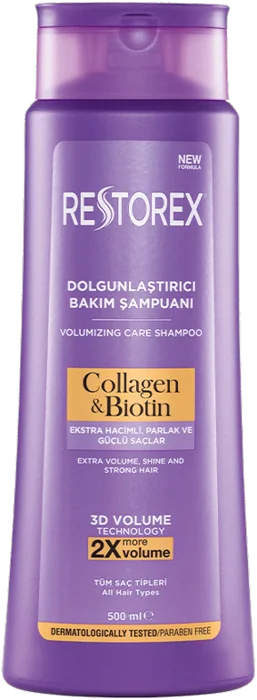 NEW
FORMULA
RESTOREX
DOLGUNLAŞTIRICI
BAKIM ŞAMPUANI
VOLUMIZING CARE SHAMPOO
Collagen
&Biotin
EKSTRA HACİMLİ, PARLAK VE
GÜÇLÜ SAÇLAR
EXTRA VOLUME, SHINE AND
STRONG HAIR
3D VOLUME
TECHNOLOGY
2X more
volume
TÜM SAÇ TİPLERİ
All Hair Types
500 ml ℮
DERMATOLOGICALLY TESTED/PARABEN FREE